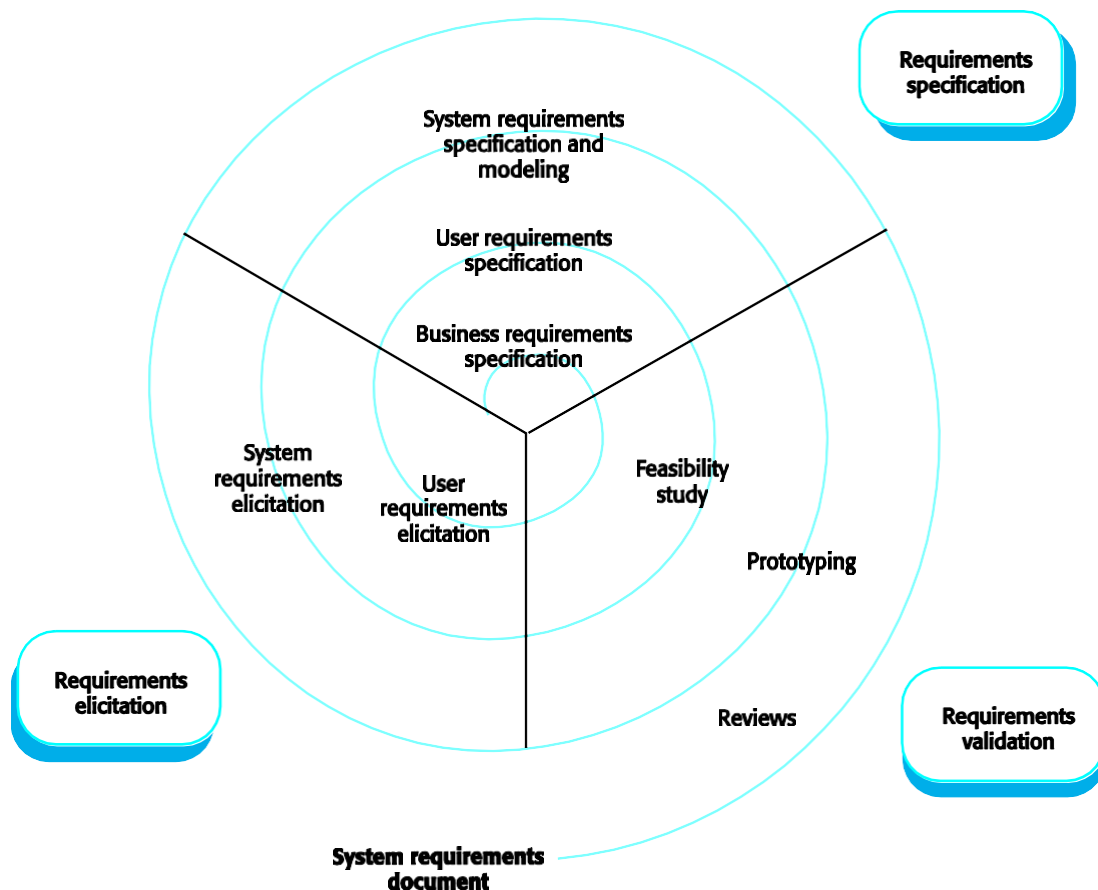 Requirements
specification
System requirements
specification and
modeling
User requirements
specification
Business requirements
specification
System
requirements
elicitation
User
requirements
elicitation
Feasibility
study
Prototyping
Reviews
Requirements
elicitation
Requirements
validation
System requirements
document